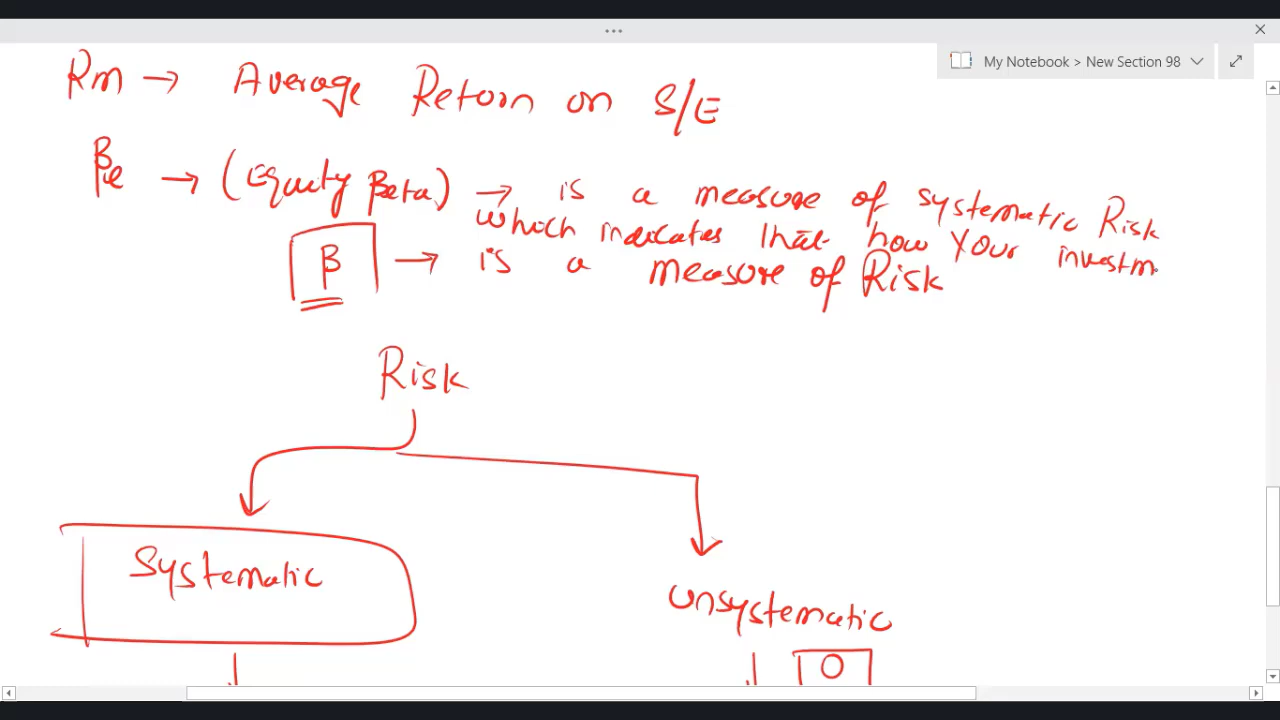 My Notebook > New Section 98
Rm → Average Return on S/E
βe → (Equity Beta) → is a measure of systematic Risk
which indicates that how your investm
β → is a measure of Risk
Risk
Systematic
unsystematic
0